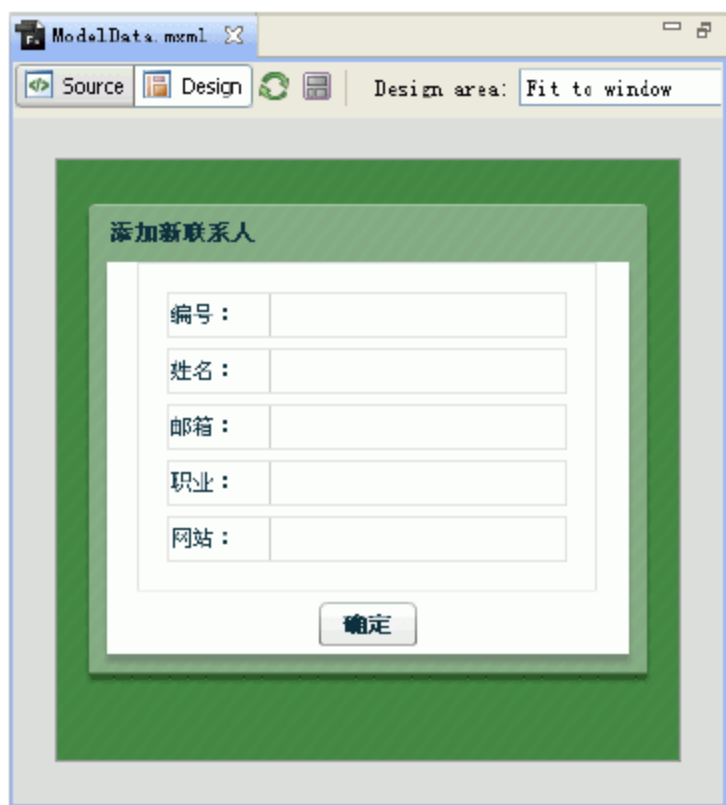 ModelData.mxml
Source Design Design area: Fit to window
添加新联系人
编号：
姓名：
邮箱：
职业：
网站：
确定